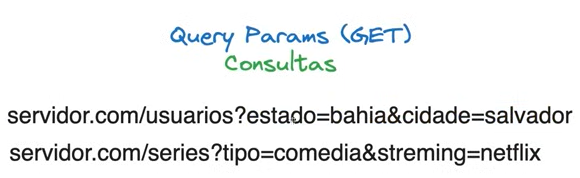 Query Params (GET)
Consultas
servidor.com/usuarios?estado=bahia&cidade=salvador
servidor.com/series?tipo=comedia&streming=netflix